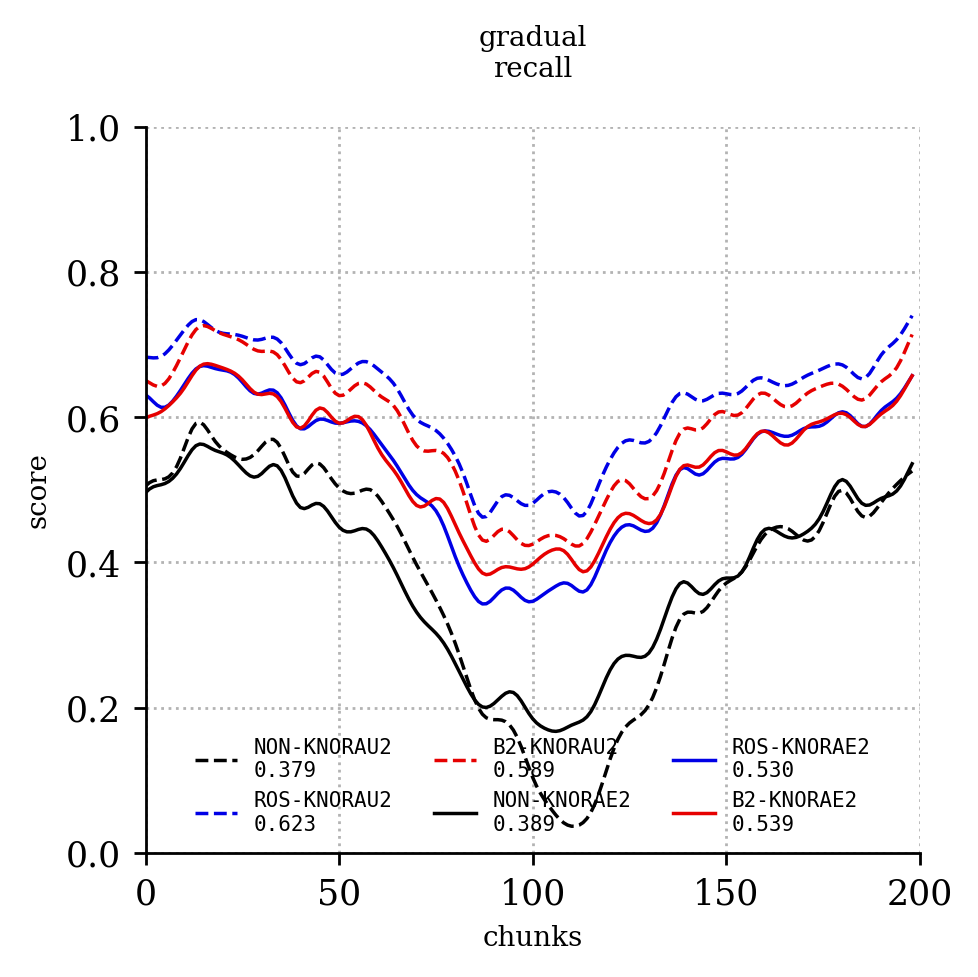 gradual
recall
1.0
0.8
0.6
0.4
0.2
0.0
score
NON-KNORAU2
0.379
ROS-KNORAU2
0.623
B2-KNORAU2
0.589
NON-KNORAE2
0.389
ROS-KNORAE2
0.530
B2-KNORAE2
0.539
0 50 100 150 200
chunks